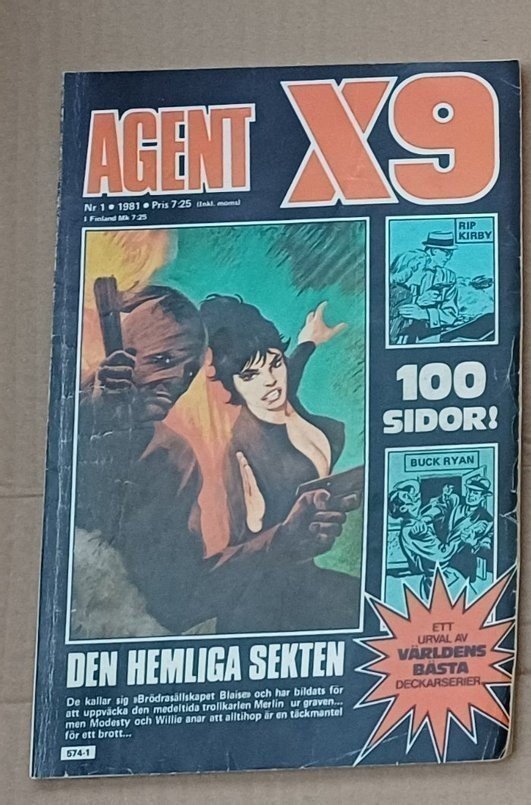 AGENT X9
Nr 1 • 1981 • Pris 7:25 (Inkl. moms)
I Finland Mk 7:25
RIP
KIRBY
100
SIDOR!
BUCK RYAN
ETT
URVAL AV
VÄRLDENS
BÄSTA
DECKARSERIER
DEN HEMLIGA SEKTEN
De kallar sig »Brödrasällskapet Blaise» och har bildats för
att uppväcka den medeltida trollkarlen Merlin ur graven...
men Modesty och Willie anar att alltihop är en täckmantel
för ett brott...
574-1